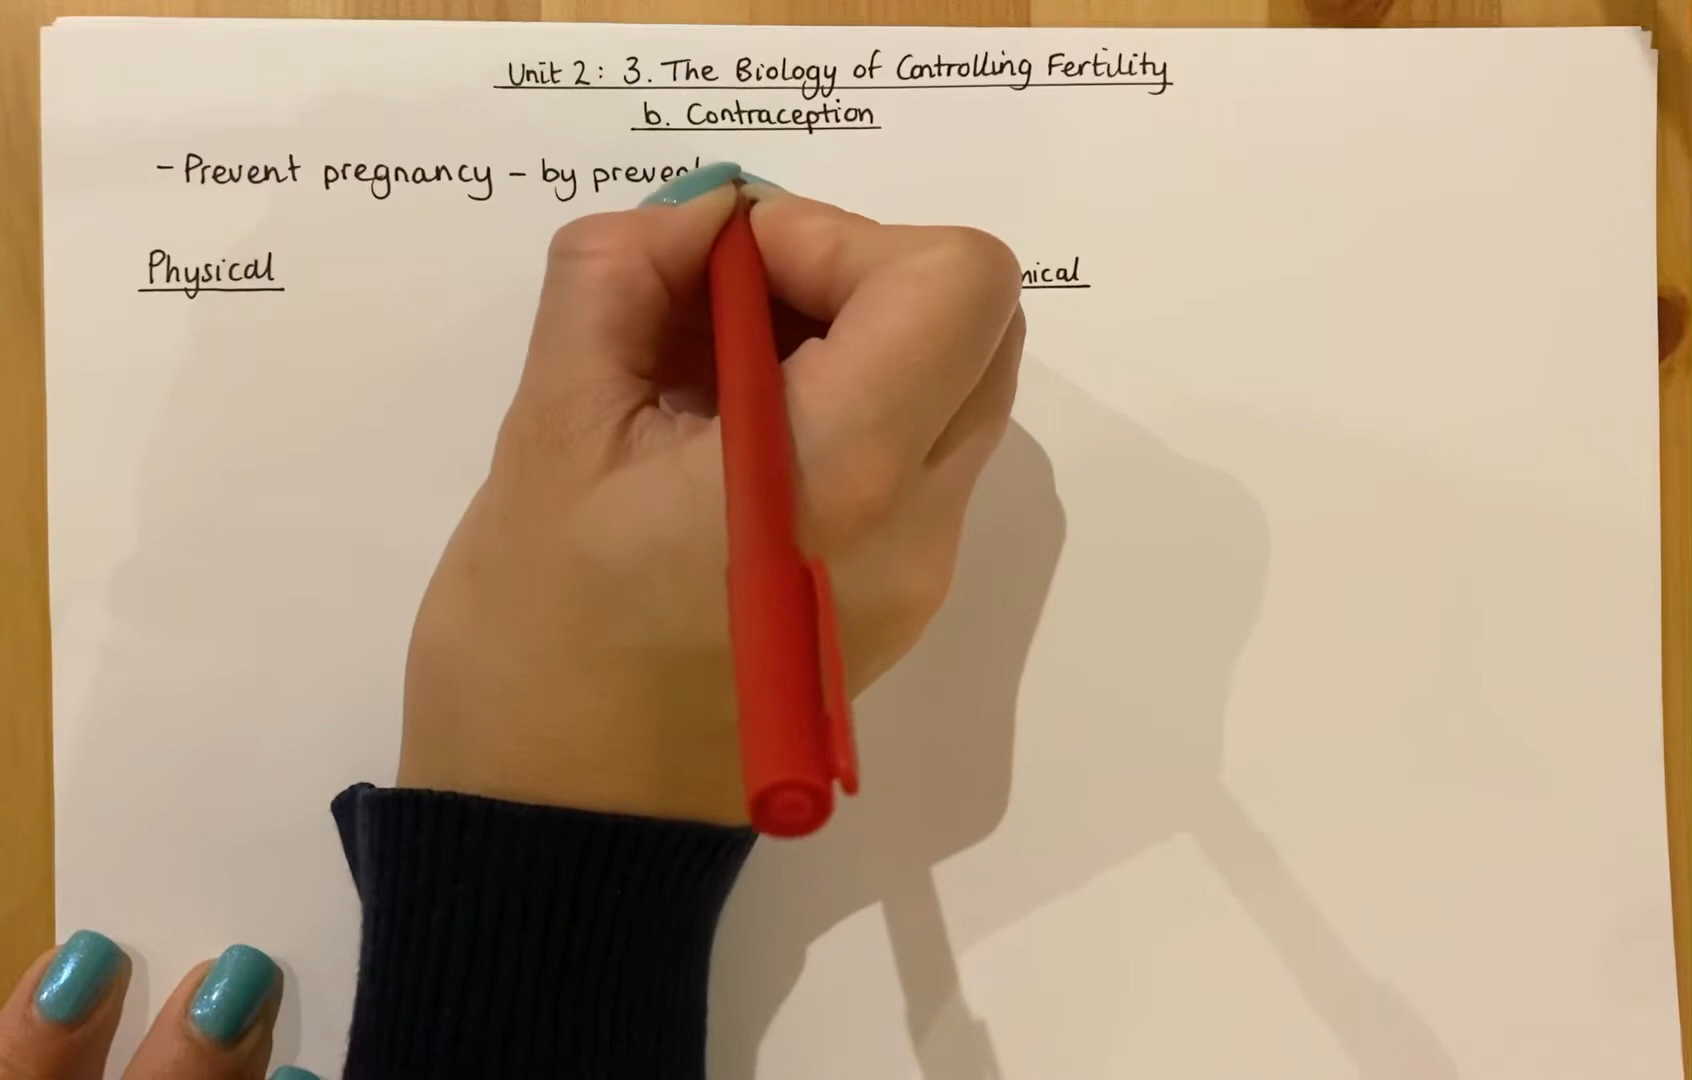 Unit 2: 3. The Biology of Controlling Fertility
b. Contraception
- Prevent pregnancy - by
Physical